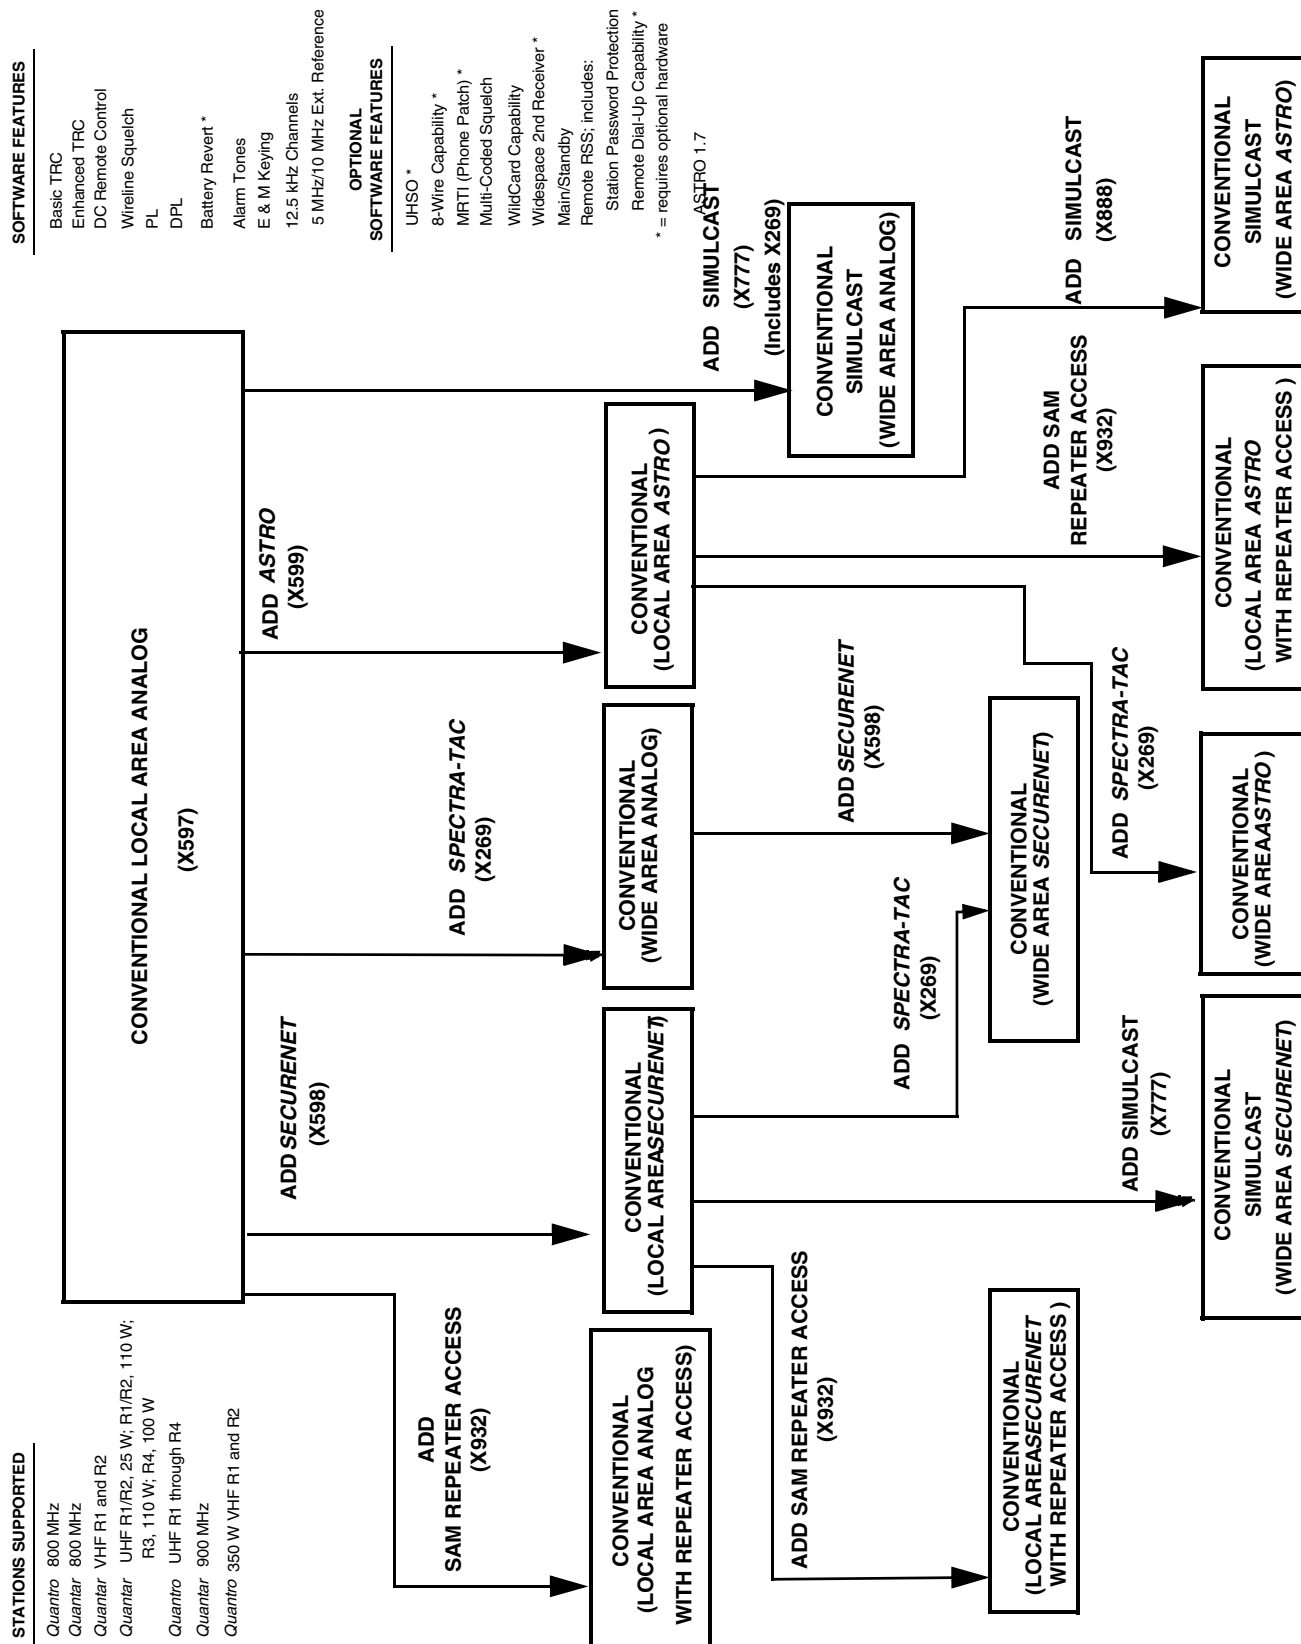 STATIONS SUPPORTED
Quantro 800 MHz
Quantar 800 MHz
Quantar VHF R1 and R2
Quantar UHF R1/R2, 25 W; R1/R2, 110 W;
R3, 110 W; R4, 100 W
Quantro UHF R1 through R4
Quantar 900 MHz
Quantro 350 W VHF R1 and R2
CONVENTIONAL LOCAL AREA ANALOG
(X597)
SOFTWARE FEATURES
Basic TRC
Enhanced TRC
DC Remote Control
Wireline Squelch
PL
DPL
Battery Revert *
Alarm Tones
E & M Keying
12.5 kHz Channels
5 MHz/10 MHz Ext. Reference
OPTIONAL
SOFTWARE FEATURES
UHSO *
8-Wire Capability *
MRTI (Phone Patch) *
Multi-Coded Squelch
WildCard Capability
Widespace 2nd Receiver *
Main/Standby
Remote RSS; includes:
Station Password Protection
Remote Dial-Up Capability *
* = requires optional hardware
ASTRO 1.7
ADD
SAM REPEATER ACCESS
(X932)
ADD SECURENET
(X598)
ADD SPECTRA-TAC
(X269)
ADD ASTRO
(X599)
ADD SIMULCAST
(X777)
(Includes X269)
CONVENTIONAL
(LOCAL AREA ANALOG
WITH REPEATER ACCESS)
CONVENTIONAL
(LOCAL AREASECURENET)
CONVENTIONAL
(WIDE AREA ANALOG)
CONVENTIONAL
(LOCAL AREA ASTRO )
CONVENTIONAL
SIMULCAST
(WIDE AREA ANALOG)
ADD SAM REPEATER ACCESS
(X932)
ADD SPECTRA-TAC
(X269)
ADD SECURENET
(X598)
CONVENTIONAL
(LOCAL AREASECURENET
WITH REPEATER ACCESS )
CONVENTIONAL
(WIDE AREA SECURENET)
ADD SIMULCAST
(X777)
ADD SPECTRA-TAC
(X269)
ADD SAM
REPEATER ACCESS
(X932)
ADD SIMULCAST
(X888)
CONVENTIONAL
SIMULCAST
(WIDE AREA SECURENET)
CONVENTIONAL
(WIDE AREAASTRO )
CONVENTIONAL
(LOCAL AREA ASTRO
WITH REPEATER ACCESS )
CONVENTIONAL
SIMULCAST
(WIDE AREA ASTRO)